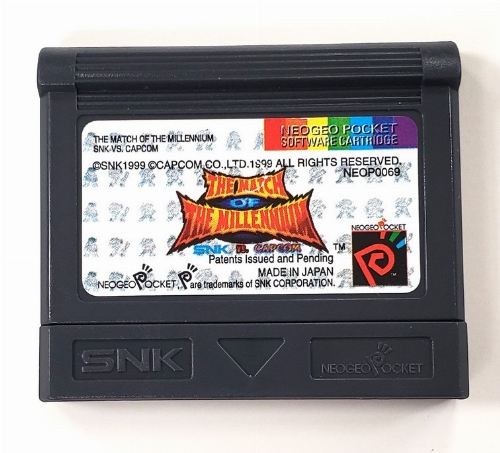 THE MATCH OF THE MILLENNIUM
SNK VS. CAPCOM
NEOGEO POCKET
SOFTWARE CARTRIDGE
©SNK1999 ©CAPCOM CO., LTD.1999 ALL RIGHTS RESERVED.
NEOP0069
THE MATCH
OF
THE MILLENNIUM
SNK VS. CAPCOM
™
Patents Issued and Pending
MADE IN JAPAN
NEOGEO POCKET
NEOGEO POCKET, P are trademarks of SNK CORPORATION.
SNK
NEOGEO POCKET